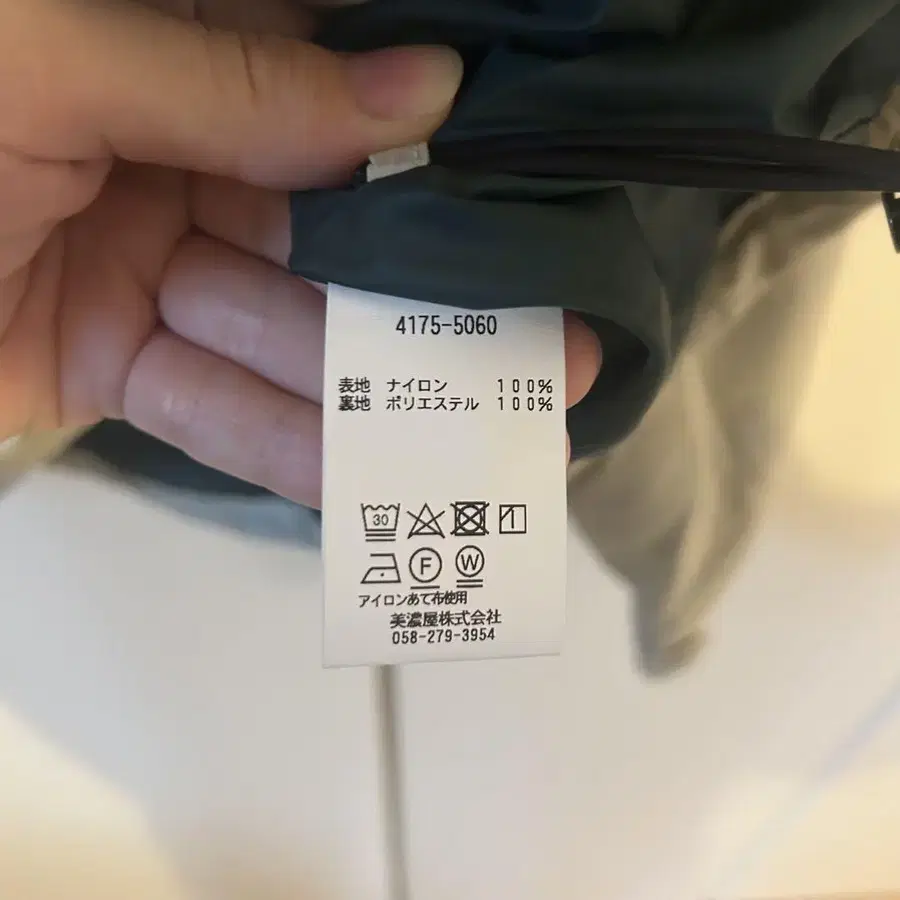 4175-5060
表地 ナイロン 100%
裏地 ポリエステル 100%
30
F W
アイロンあて布使用
美濃屋株式会社
058-279-3954